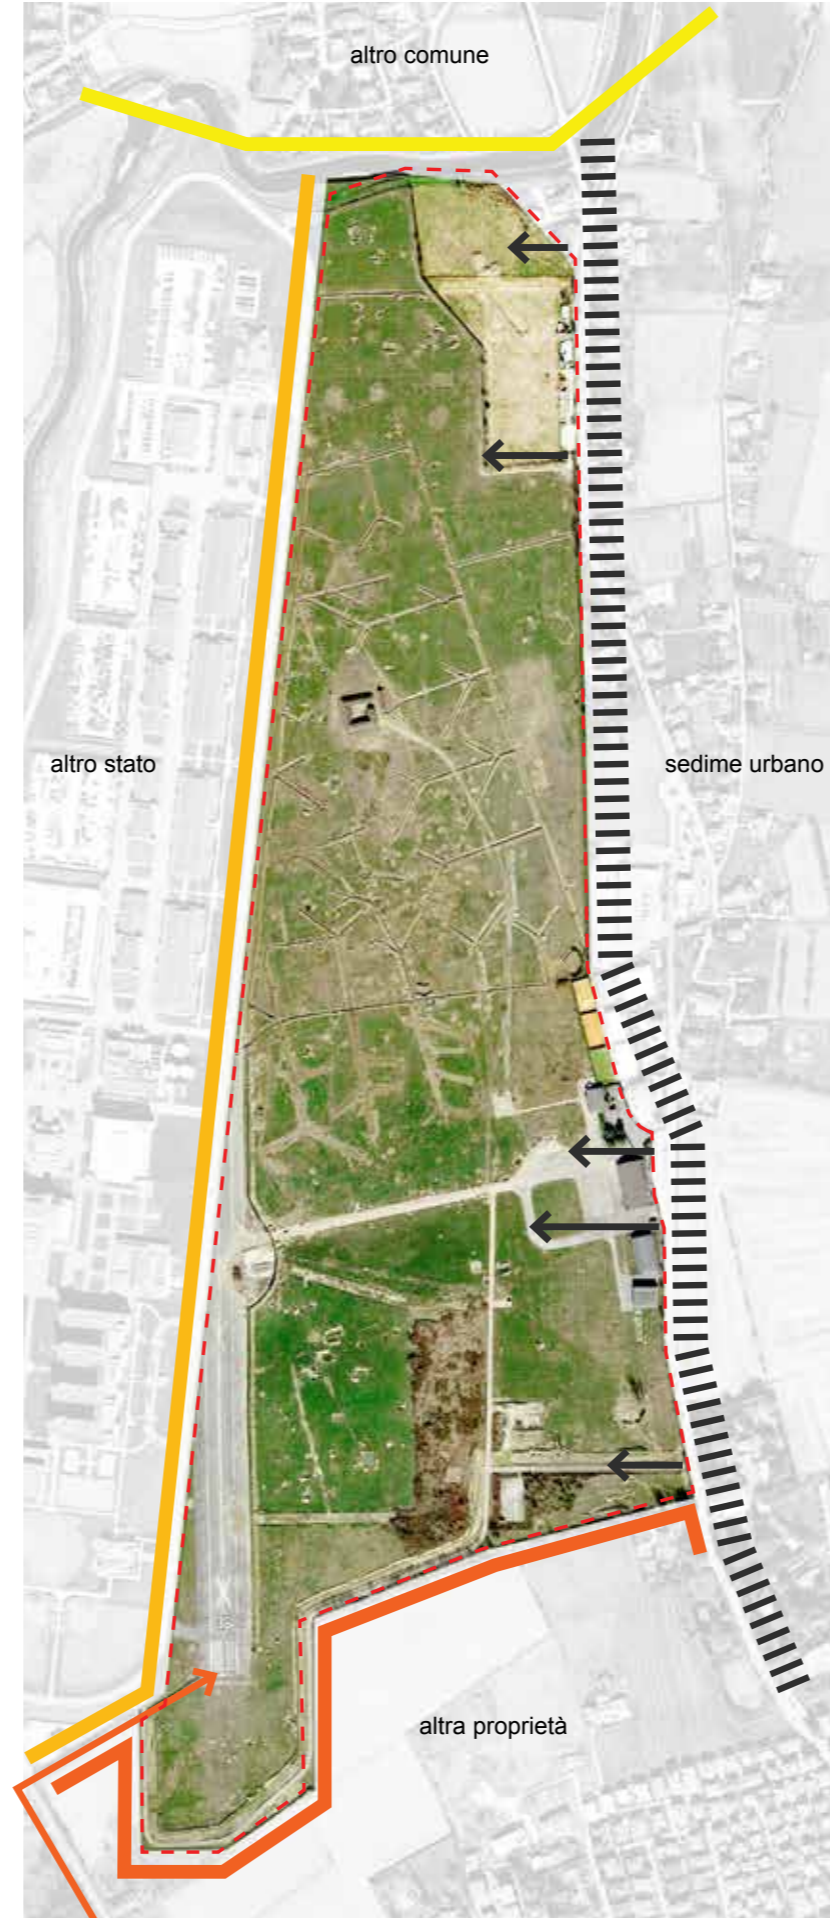 altro comune
altro stato
sedime urbano
altra proprietà